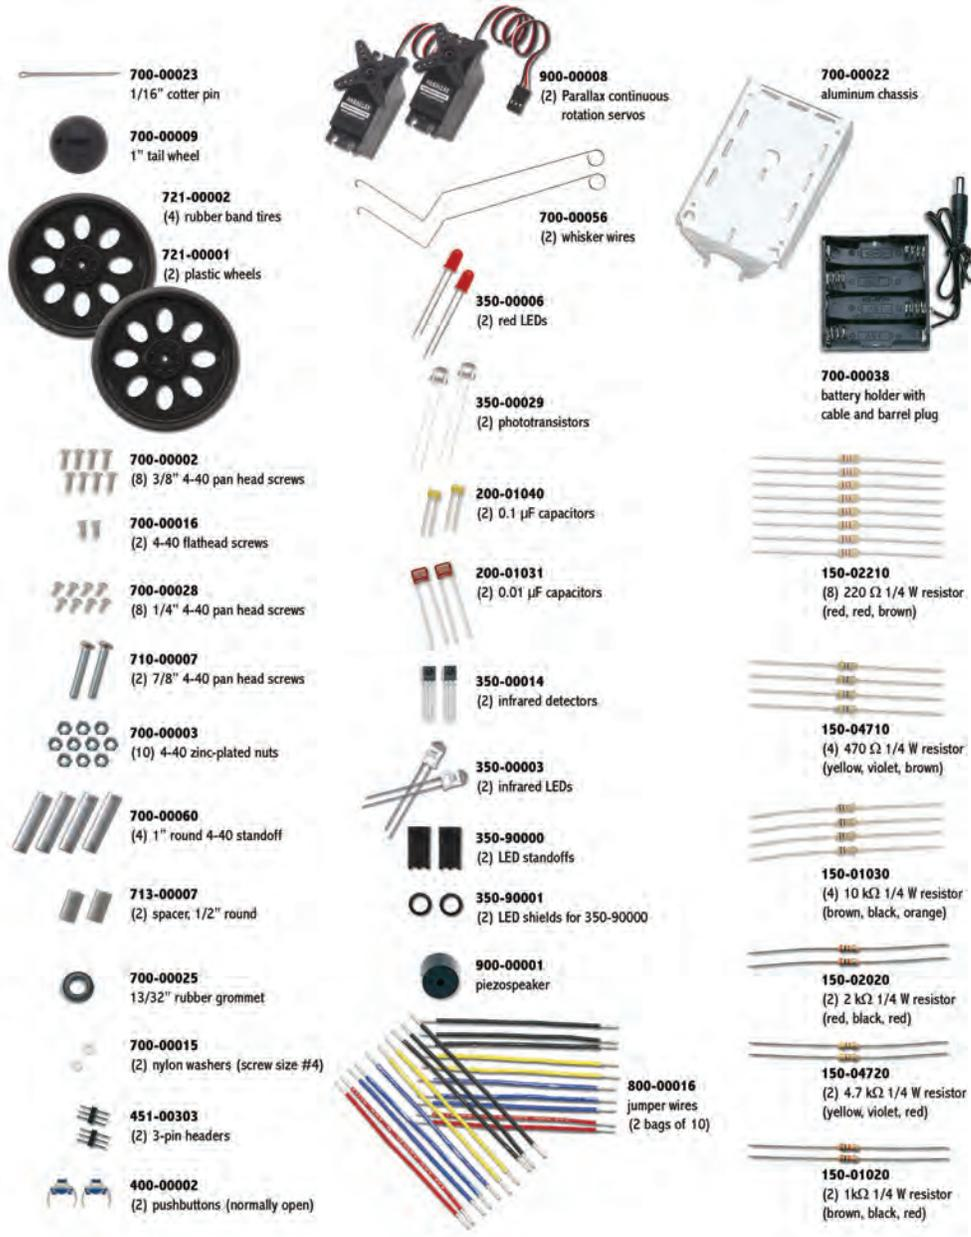 700-00023
1/16" cotter pin
700-00009
1" tail wheel
721-00002
(4) rubber band tires
721-00001
(2) plastic wheels
700-00002
(8) 3/8" 4-40 pan head screws
700-00016
(2) 4-40 flathead screws
700-00028
(8) 1/4" 4-40 pan head screws
710-00007
(2) 7/8" 4-40 pan head screws
700-00003
(10) 4-40 zinc-plated nuts
700-00060
(4) 1" round 4-40 standoff
713-00007
(2) spacer, 1/2" round
700-00025
13/32" rubber grommet
700-00015
(2) nylon washers (screw size #4)
451-00303
(2) 3-pin headers
400-00002
(2) pushbuttons (normally open)
PARALLAX
PARALLAX
900-00008
(2) Parallax continuous
rotation servos
700-00056
(2) whisker wires
350-00006
(2) red LEDs
350-00029
(2) phototransistors
200-01040
(2) 0.1 µF capacitors
200-01031
(2) 0.01 µF capacitors
350-00014
(2) infrared detectors
350-00003
(2) infrared LEDs
350-90000
(2) LED standoffs
350-90001
(2) LED shields for 350-90000
900-00001
piezospeaker
800-00016
jumper wires
(2 bags of 10)
700-00022
aluminum chassis
700-00038
battery holder with
cable and barrel plug
150-02210
(8) 220 Ω 1/4 W resistor
(red, red, brown)
150-04710
(4) 470 Ω 1/4 W resistor
(yellow, violet, brown)
150-01030
(4) 10 kΩ 1/4 W resistor
(brown, black, orange)
150-02020
(2) 2 kΩ 1/4 W resistor
(red, black, red)
150-04720
(2) 4.7 kΩ 1/4 W resistor
(yellow, violet, red)
150-01020
(2) 1kΩ 1/4 W resistor
(brown, black, red)